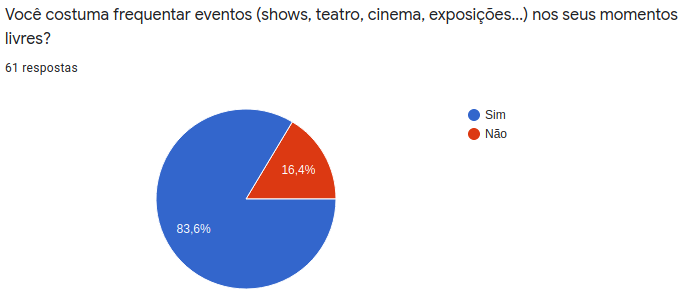 Você costuma frequentar eventos (shows, teatro, cinema, exposições...) nos seus momentos
livres?
61 respostas
Sim
Não
16,4%
83,6%